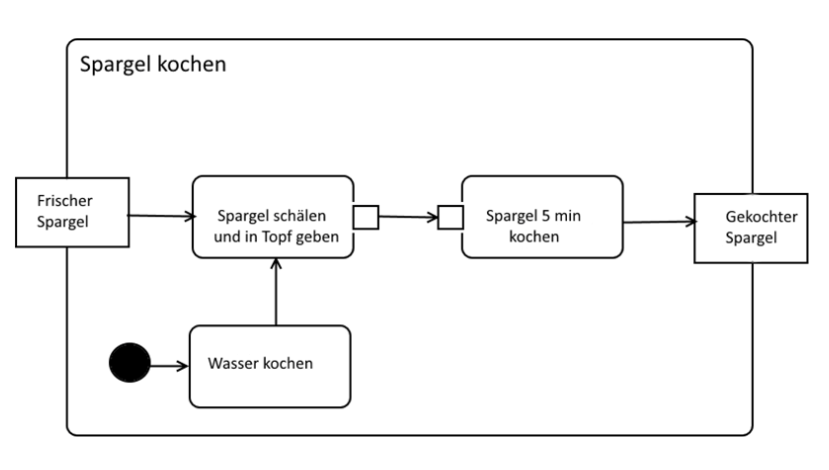 Spargel kochen
Frischer
Spargel
Spargel schälen
und in Topf geben
Spargel 5 min
kochen
Gekochter
Spargel
Wasser kochen